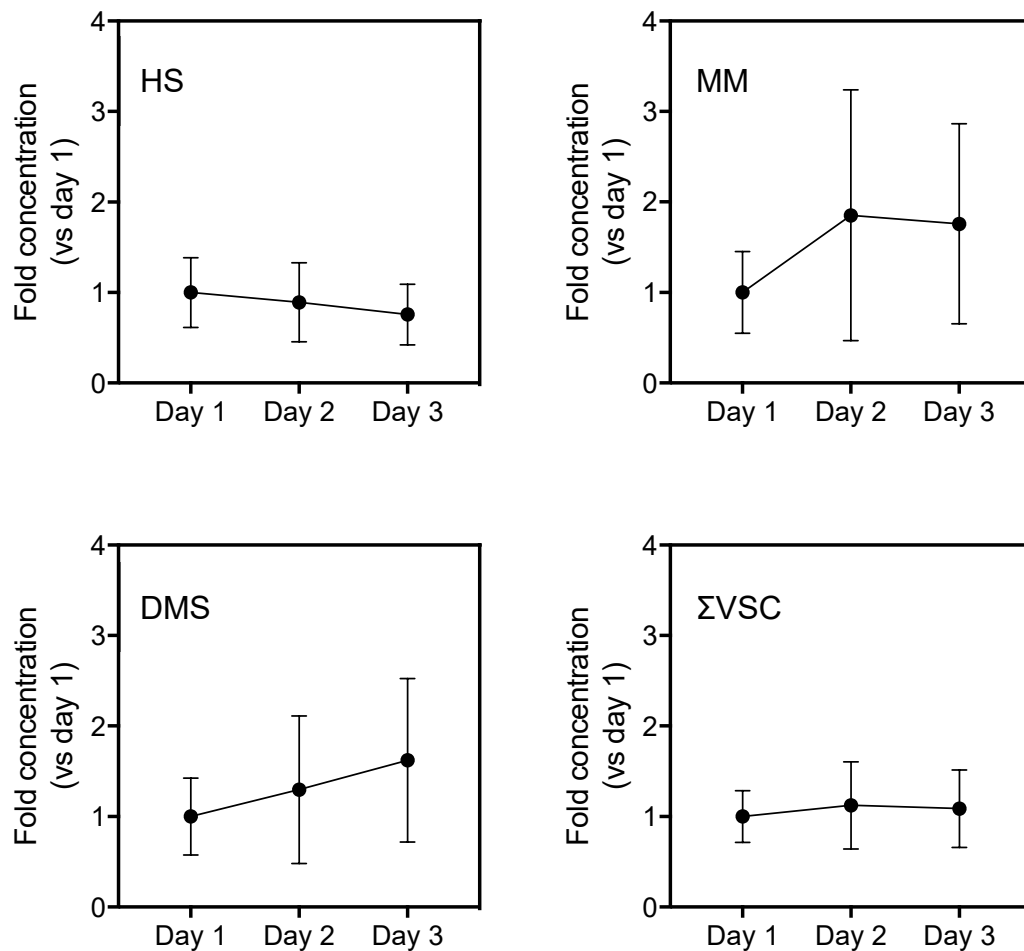 HS
Fold concentration
(vs day 1)
4
3
2
1
0
Day 1 Day 2 Day 3
MM
Fold concentration
(vs day 1)
4
3
2
1
0
Day 1 Day 2 Day 3
DMS
Fold concentration
(vs day 1)
4
3
2
1
0
Day 1 Day 2 Day 3
ΣVSC
Fold concentration
(vs day 1)
4
3
2
1
0
Day 1 Day 2 Day 3